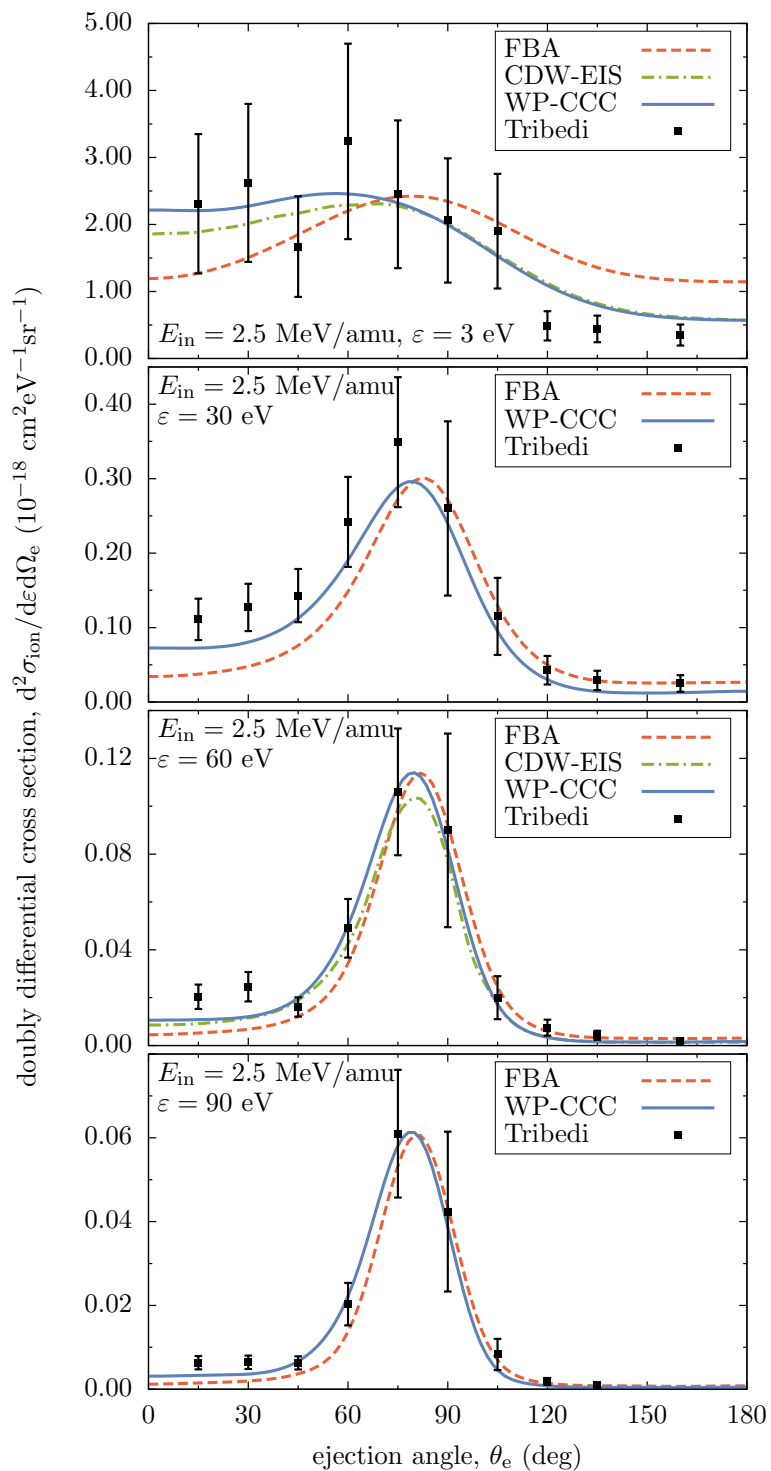 doubly differential cross section, d²σ_ion/dεdΩ_e (10⁻¹⁸ cm²eV⁻¹sr⁻¹)
5.00
4.00
3.00
2.00
1.00
0.00
FBA
CDW-EIS
WP-CCC
Tribedi
E_in = 2.5 MeV/amu, ε = 3 eV
0.40
0.30
0.20
0.10
0.00
E_in = 2.5 MeV/amu
ε = 30 eV
FBA
WP-CCC
Tribedi
0.12
0.08
0.04
0.00
E_in = 2.5 MeV/amu
ε = 60 eV
FBA
CDW-EIS
WP-CCC
Tribedi
0.06
0.04
0.02
0.00
E_in = 2.5 MeV/amu
ε = 90 eV
FBA
WP-CCC
Tribedi
0 30 60 90 120 150 180
ejection angle, θ_e (deg)